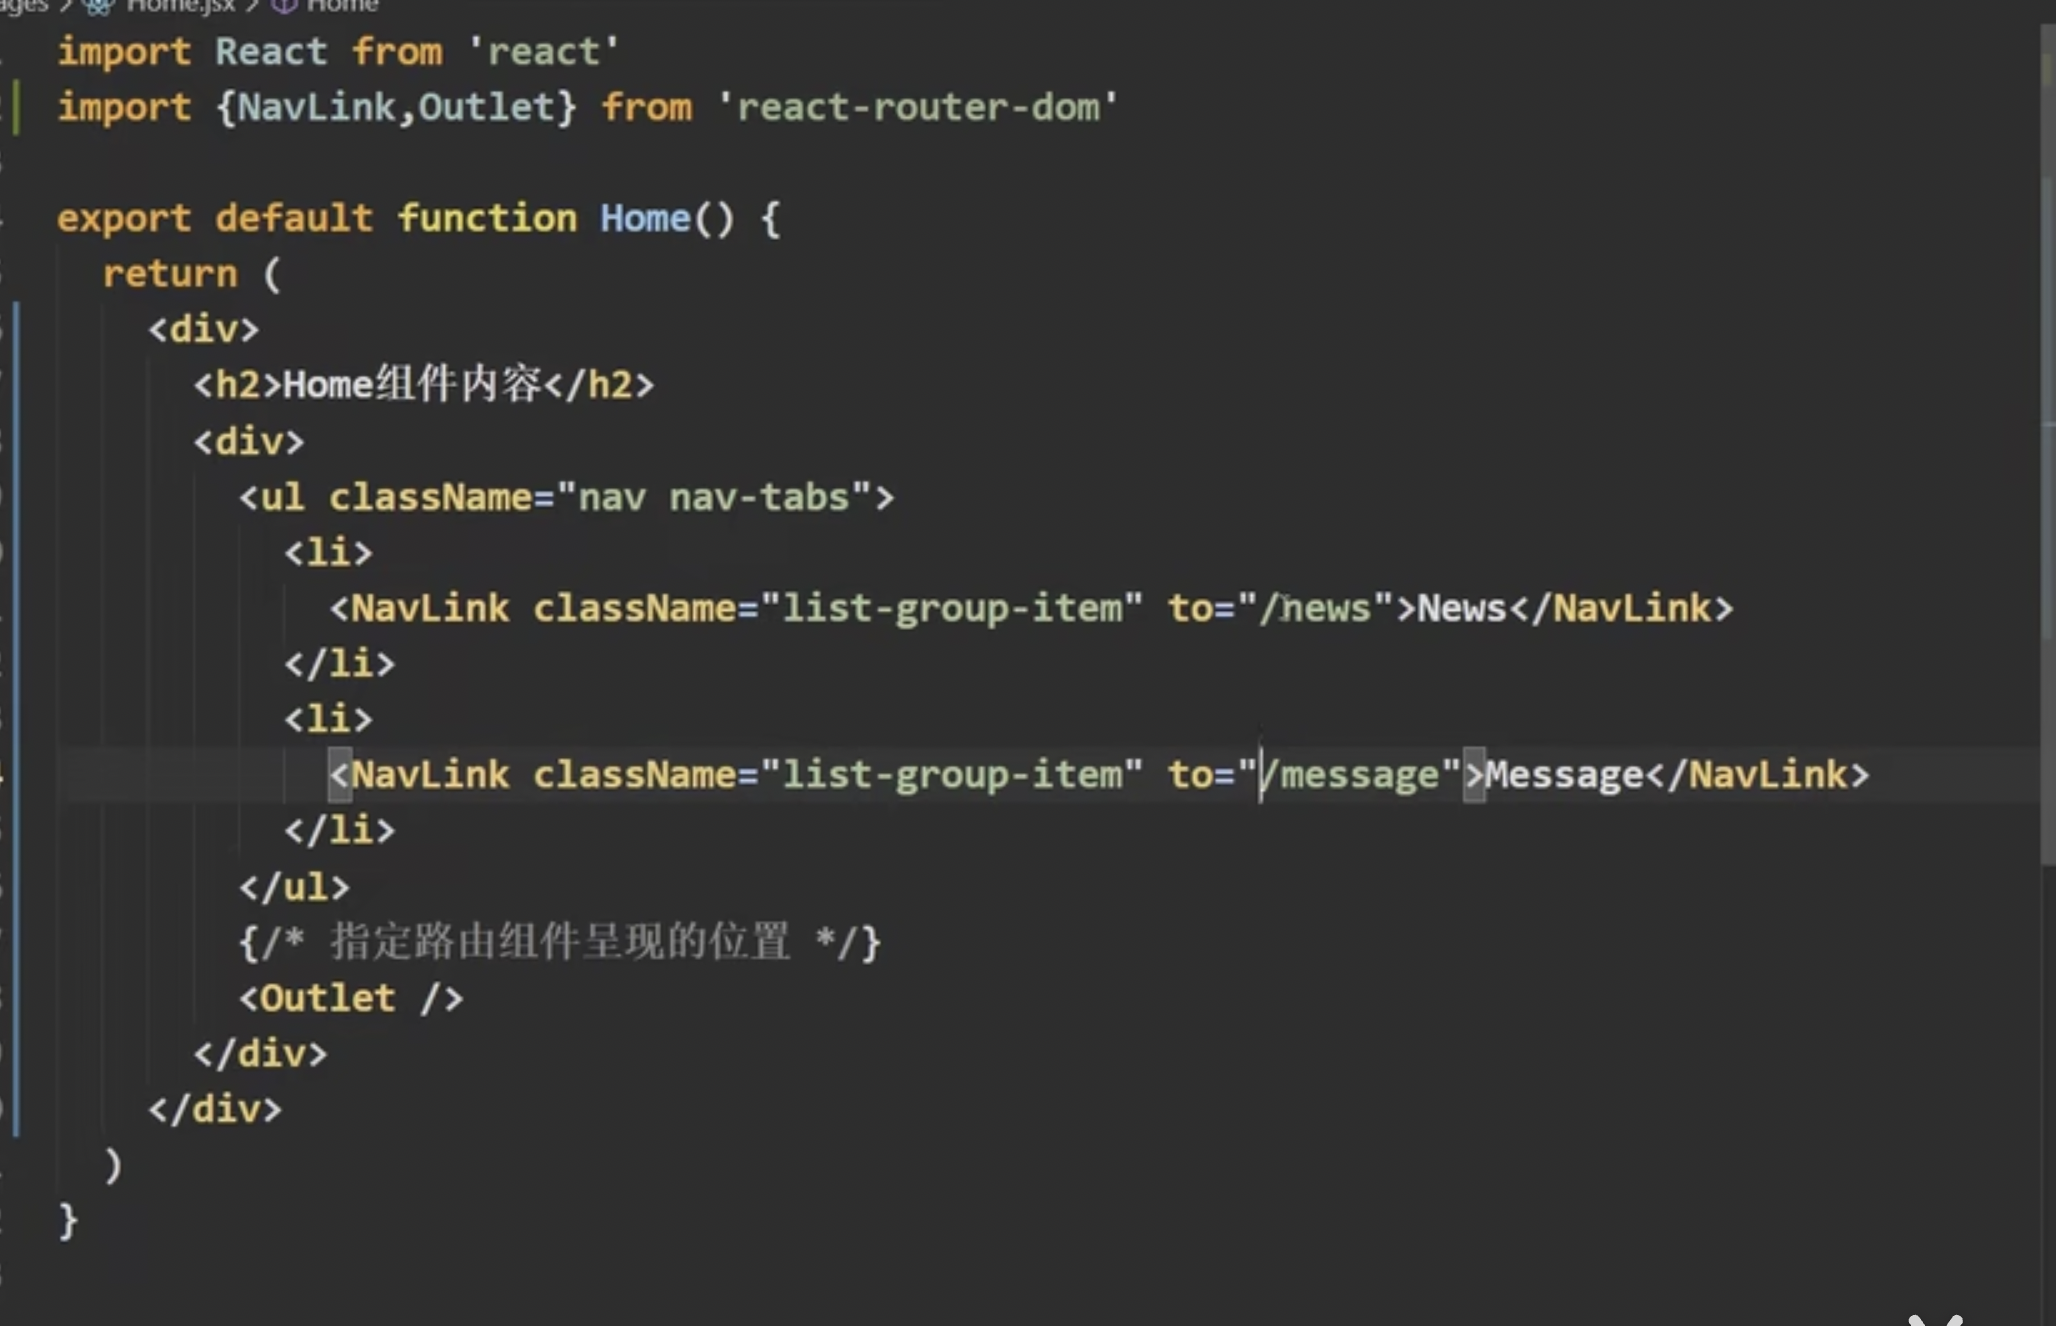 ages > Home.jsx > Home
import React from 'react'
import {NavLink,Outlet} from 'react-router-dom'
export default function Home() {
return (
<div>
<h2>Home组件内容</h2>
<div>
<ul className="nav nav-tabs">
<li>
<NavLink className="list-group-item" to="/news">News</NavLink>
</li>
<li>
<NavLink className="list-group-item" to="/message">Message</NavLink>
</li>
</ul>
{/* 指定路由组件呈现的位置 */}
<Outlet />
</div>
</div>
)
}